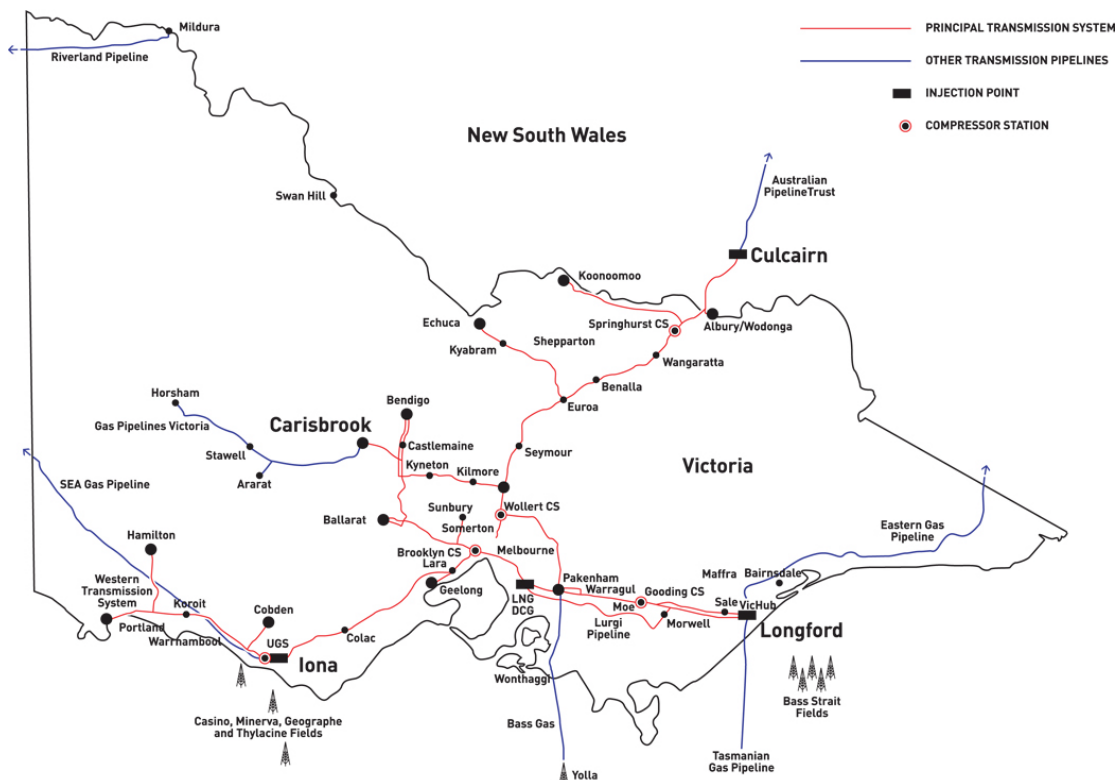 Mildura
Riverland Pipeline
PRINCIPAL TRANSMISSION SYSTEM
OTHER TRANSMISSION PIPELINES
INJECTION POINT
COMPRESSOR STATION
New South Wales
Swan Hill
Australian
PipelineTrust
Culcairn
Koonoomoo
Echuca
Springhurst CS
Albury/Wodonga
Shepparton
Kyabram
Wangaratta
Benalla
Horsham
Bendigo
Euroa
Gas Pipelines Victoria
Carisbrook
Castlemaine
Seymour
Stawell
Kyneton
Kilmore
Victoria
Ararat
SEA Gas Pipeline
Sunbury
Wollert CS
Ballarat
Somerton
Eastern Gas
Pipeline
Hamilton
Brooklyn CS
Melbourne
Lara
Maffra
Bairnsdale
Western
Transmission
System
Geelong
Pakenham
Warragul
Gooding CS
LNG
DCG
Koroit
Cobden
Moe
Sale
VicHub
Portland
Lurgi
Pipeline
Morwell
Longford
Warrnambool
UGS
Colac
Iona
Wonthaggi
Casino, Minerva, Geographe
and Thylacine Fields
Bass Gas
Bass Strait
Fields
Tasmanian
Gas Pipeline
Yolla